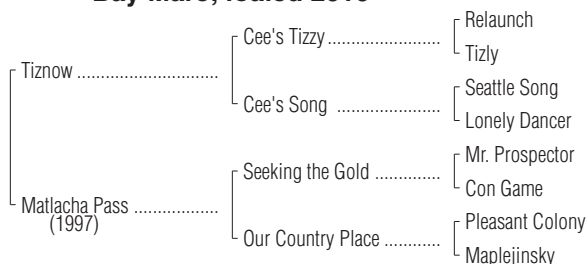 Bay Mare, foaled
Relaunch
Cee's Tizzy ........................
Tizly
Tiznow ..............................
Seattle Song
Cee's Song ......................
Lonely Dancer
Mr. Prospector
Seeking the Gold ..............
Con Game
Matlacha Pass ..................
(1997)
Pleasant Colony
Our Country Place ............
Maplejinsky